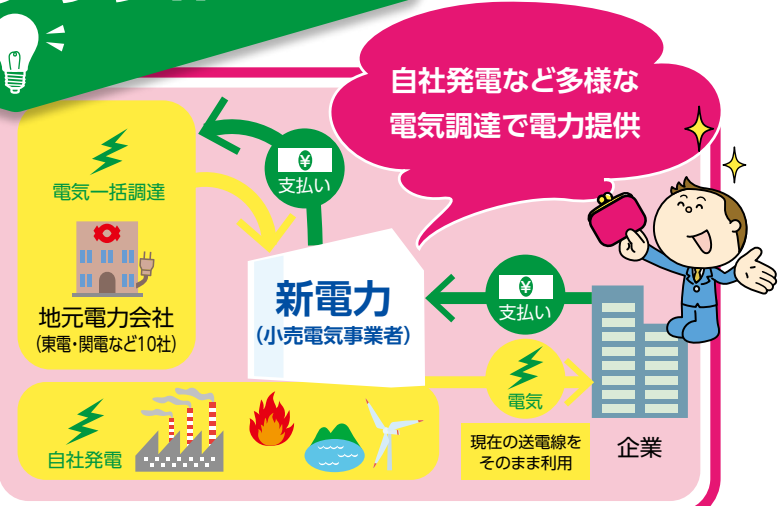 自社発電など多様な
電気調達で電力提供
電気一括調達
地元電力会社
(東電・関電など10社)
¥
支払い
新電力
(小売電気事業者)
¥
支払い
電気
現在の送電線を
そのまま利用
企業
自社発電